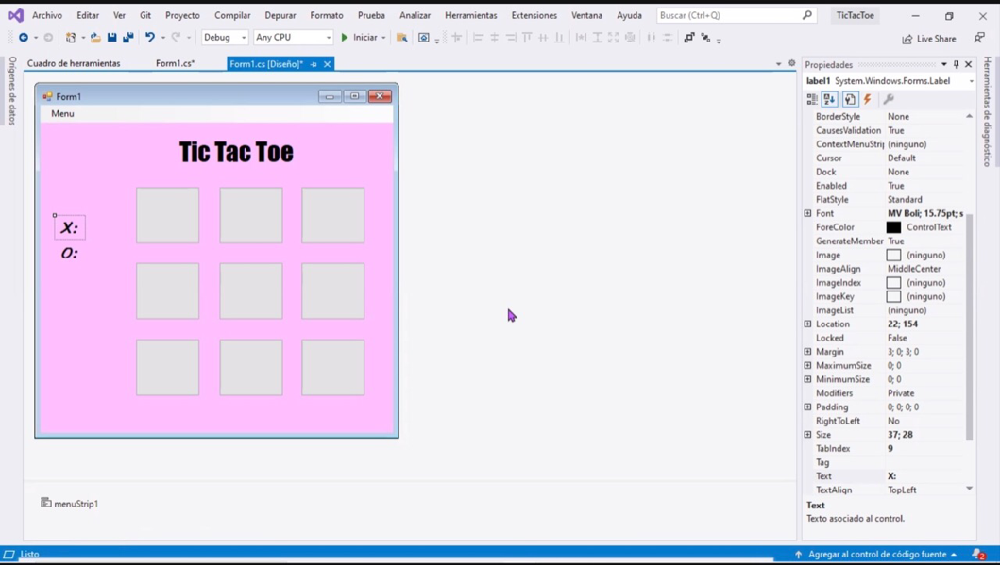 Archivo Editar Ver Git Proyecto Compilar Depurar Formato Prueba Analizar Herramientas Extensiones Ventana Ayuda Buscar (Ctrl+Q) TicTacToe
Debug Any CPU Iniciar Live Share
Orígenes de datos
Cuadro de herramientas Form1.cs* Form1.cs [Diseño]*
Form1
Menu
Tic Tac Toe
X:
O:
menuStrip1
Propiedades
label1 System.Windows.Forms.Label
BorderStyle None
CausesValidation True
ContextMenuStrip (ninguno)
Cursor Default
Dock None
Enabled True
FlatStyle Standard
Font MV Boli; 15.75pt; s
ForeColor ControlText
GenerateMember True
Image (ninguno)
ImageAlign MiddleCenter
ImageIndex (ninguno)
ImageKey (ninguno)
ImageList (ninguno)
Location 22; 154
Locked False
Margin 3; 0; 3; 0
MaximumSize 0; 0
MinimumSize 0; 0
Modifiers Private
Padding 0; 0; 0; 0
RightToLeft No
Size 37; 28
TabIndex 9
Tag
Text X:
TextAlign TopLeft
Text
Texto asociado al control.
Herramientas de diagnóstico
Listo Agregar al control de código fuente 2